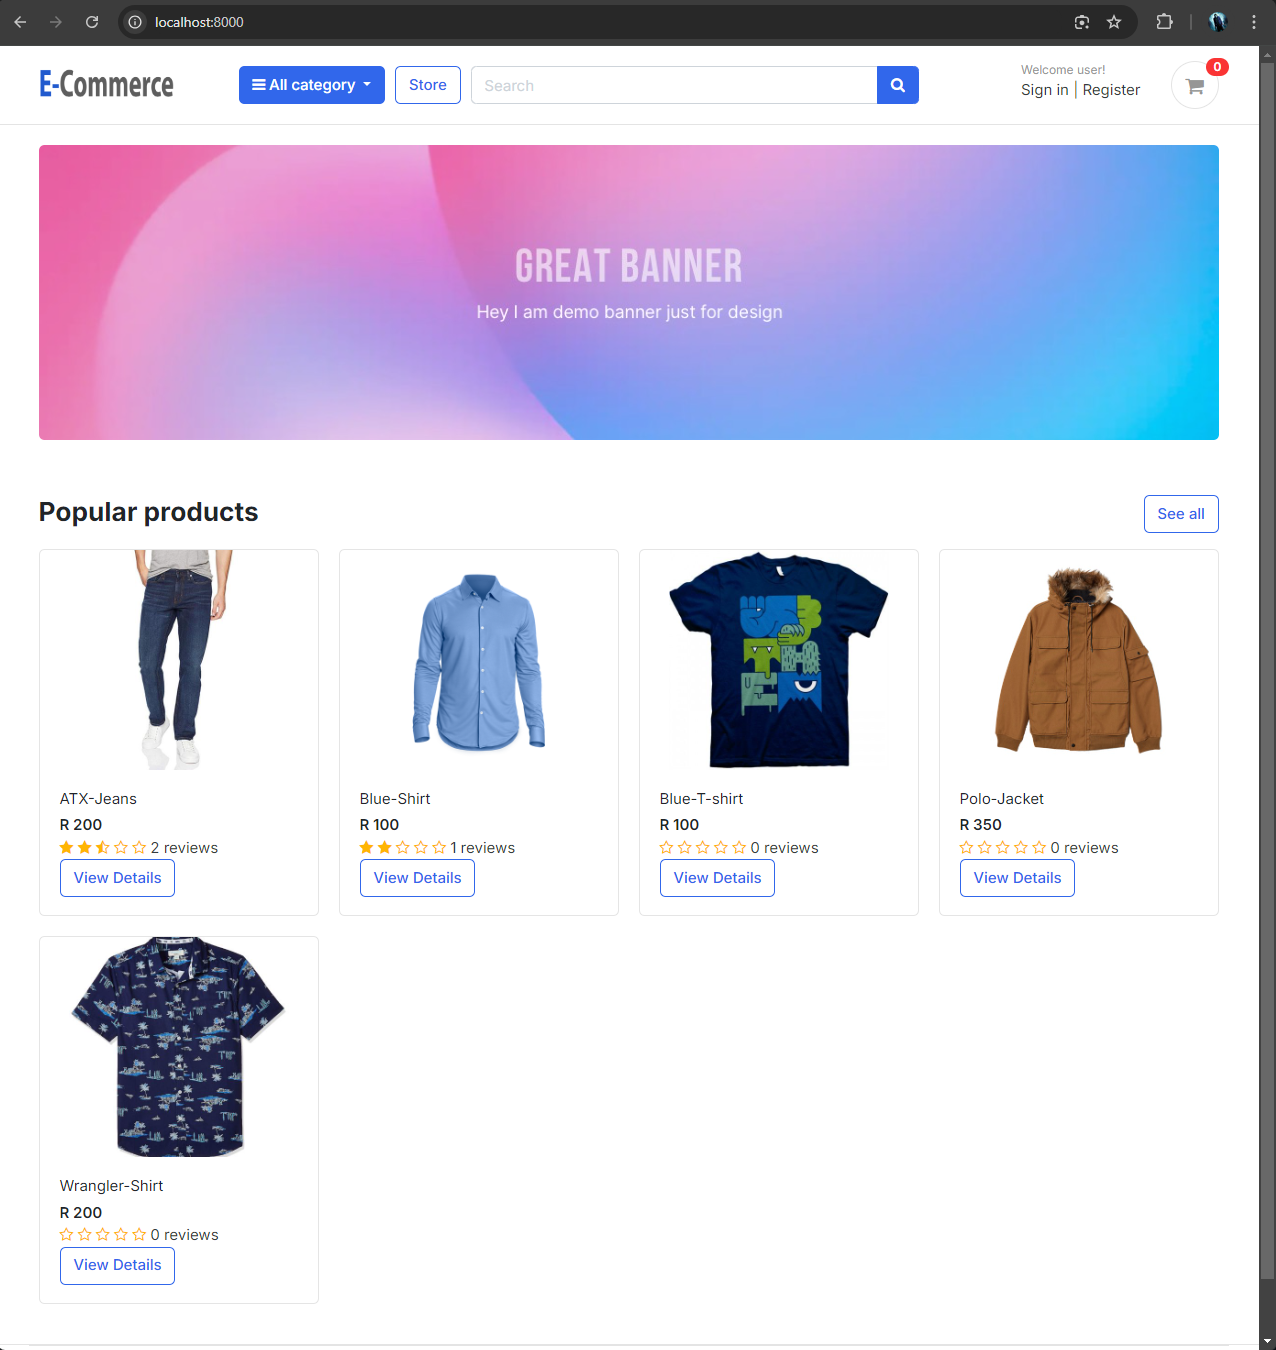 localhost:8000
E-Commerce
All category
Store
Search
Welcome user!
Sign in | Register
0
GREAT BANNER
Hey I am demo banner just for design
Popular products
See all
ATX-Jeans
R 200
2 reviews
View Details
Blue-Shirt
R 100
1 reviews
View Details
Blue-T-shirt
R 100
0 reviews
View Details
Polo-Jacket
R 350
0 reviews
View Details
Wrangler-Shirt
R 200
0 reviews
View Details